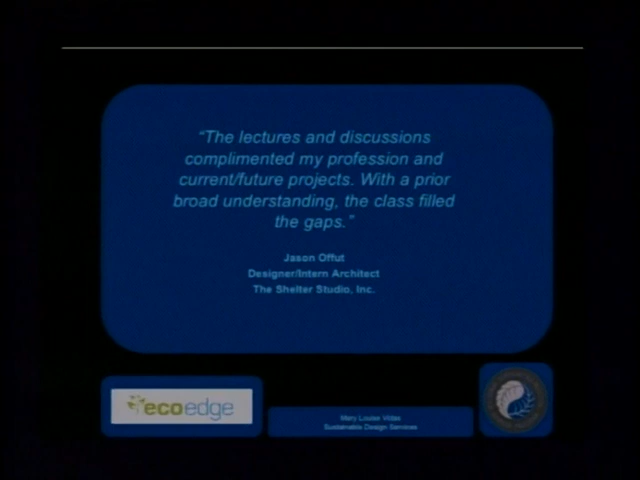 “The lectures and discussions
complimented my profession and
current/future projects. With a prior
broad understanding, the class filled
the gaps.”
Jason Offut
Designer/Intern Architect
The Shelter Studio, Inc.
ecoedge
Mary Louise
Sustainable Design Services